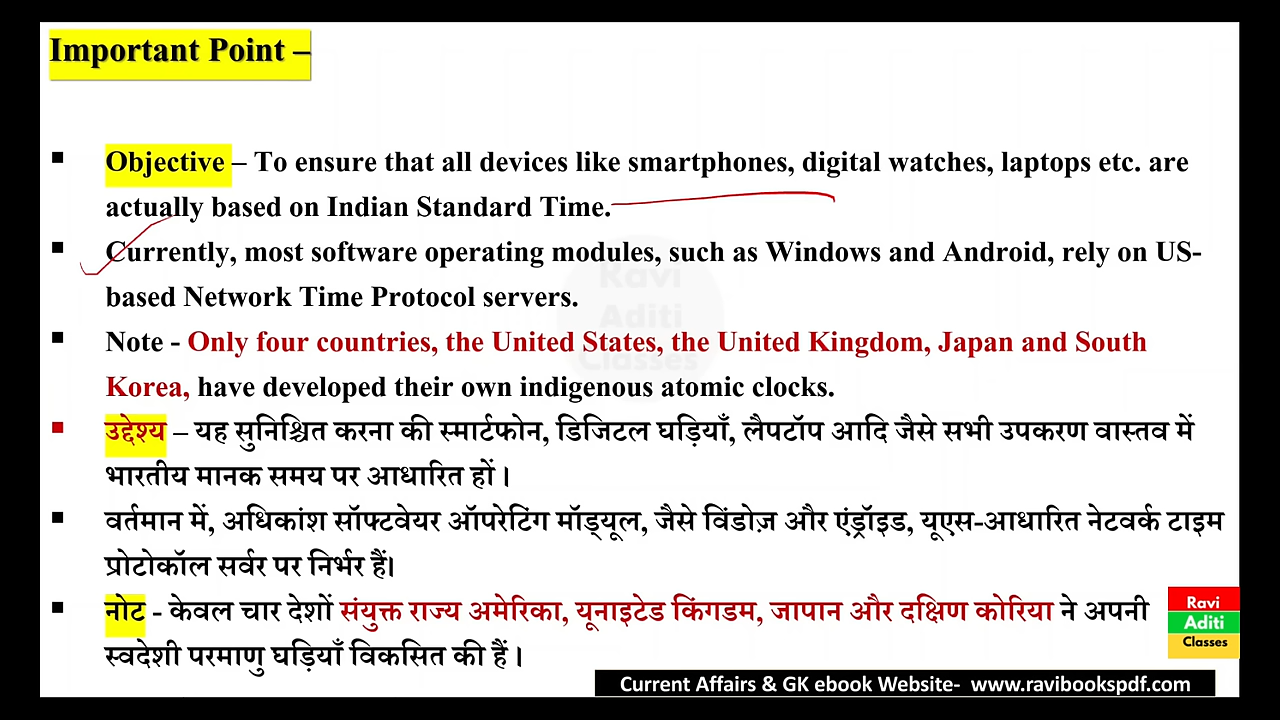 Important Point –
Objective – To ensure that all devices like smartphones, digital watches, laptops etc. are
actually based on Indian Standard Time.
Currently, most software operating modules, such as Windows and Android, rely on US-
based Network Time Protocol servers.
Note - Only four countries, the United States, the United Kingdom, Japan and South
Korea, have developed their own indigenous atomic clocks.
उद्देश्य – यह सुनिश्चित करना की स्मार्टफोन, डिजिटल घड़ियाँ, लैपटॉप आदि जैसे सभी उपकरण वास्तव में
भारतीय मानक समय पर आधारित हों ।
वर्तमान में, अधिकांश सॉफ्टवेयर ऑपरेटिंग मॉड्यूल, जैसे विंडोज़ और एंड्रॉइड, यूएस-आधारित नेटवर्क टाइम
प्रोटोकॉल सर्वर पर निर्भर हैं।
नोट - केवल चार देशों संयुक्त राज्य अमेरिका, यूनाइटेड किंगडम, जापान और दक्षिण कोरिया ने अपनी
स्वदेशी परमाणु घड़ियाँ विकसित की हैं ।
Ravi
Aditi
Classes
Ravi
Aditi
Classes
Current Affairs & GK ebook Website- www.ravibookspdf.com